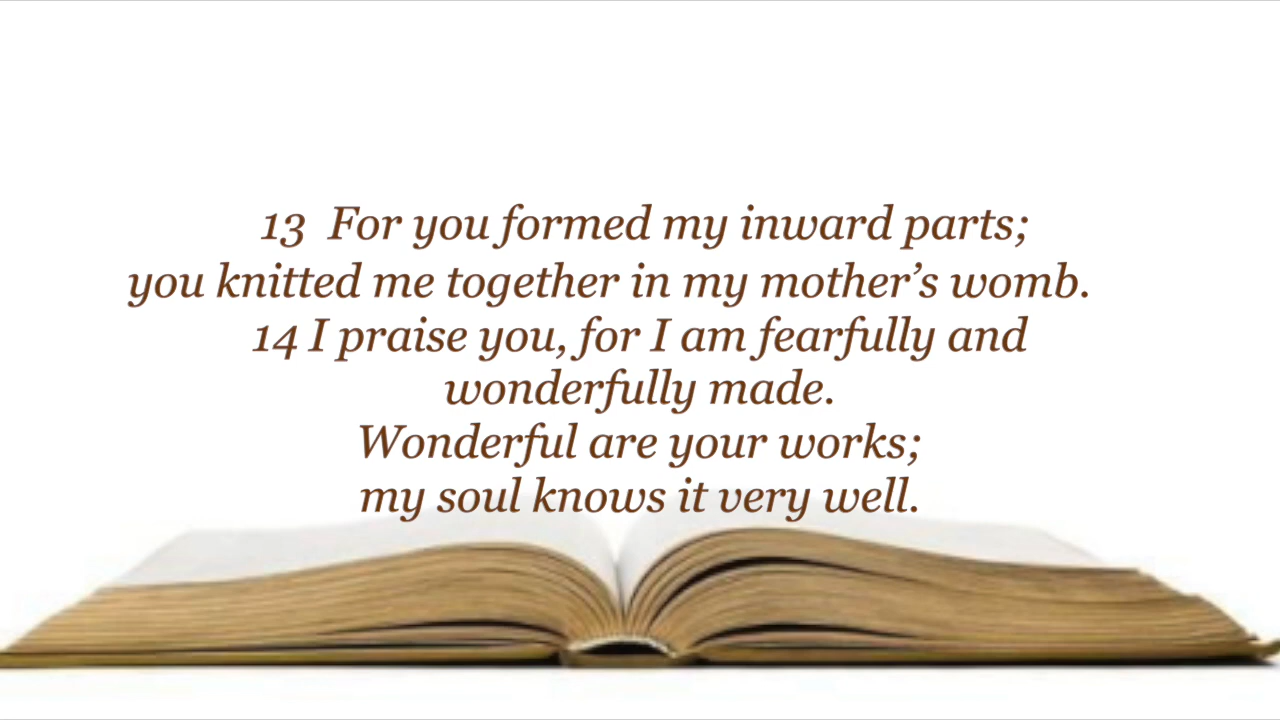 13  For you formed my inward parts;
you knitted me together in my mother’s womb.
14 I praise you, for I am fearfully and
wonderfully made.
Wonderful are your works;
my soul knows it very well.